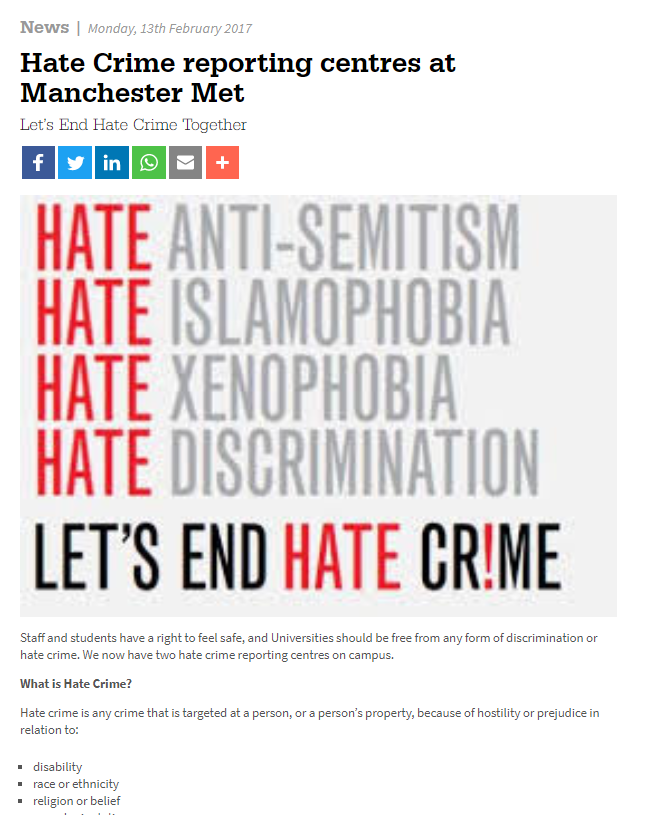 News | Monday, 13th February 2017
Hate Crime reporting centres at
Manchester Met
Let's End Hate Crime Together
HATE ANTI-SEMITISM
HATE ISLAMOPHOBIA
HATE XENOPHOBIA
HATE DISCRIMINATION
LET'S END HATE CR!ME
Staff and students have a right to feel safe, and Universities should be free from any form of discrimination or
hate crime. We now have two hate crime reporting centres on campus.
What is Hate Crime?
Hate crime is any crime that is targeted at a person, or a person's property, because of hostility or prejudice in
relation to:
▪ disability
▪ race or ethnicity
▪ religion or belief